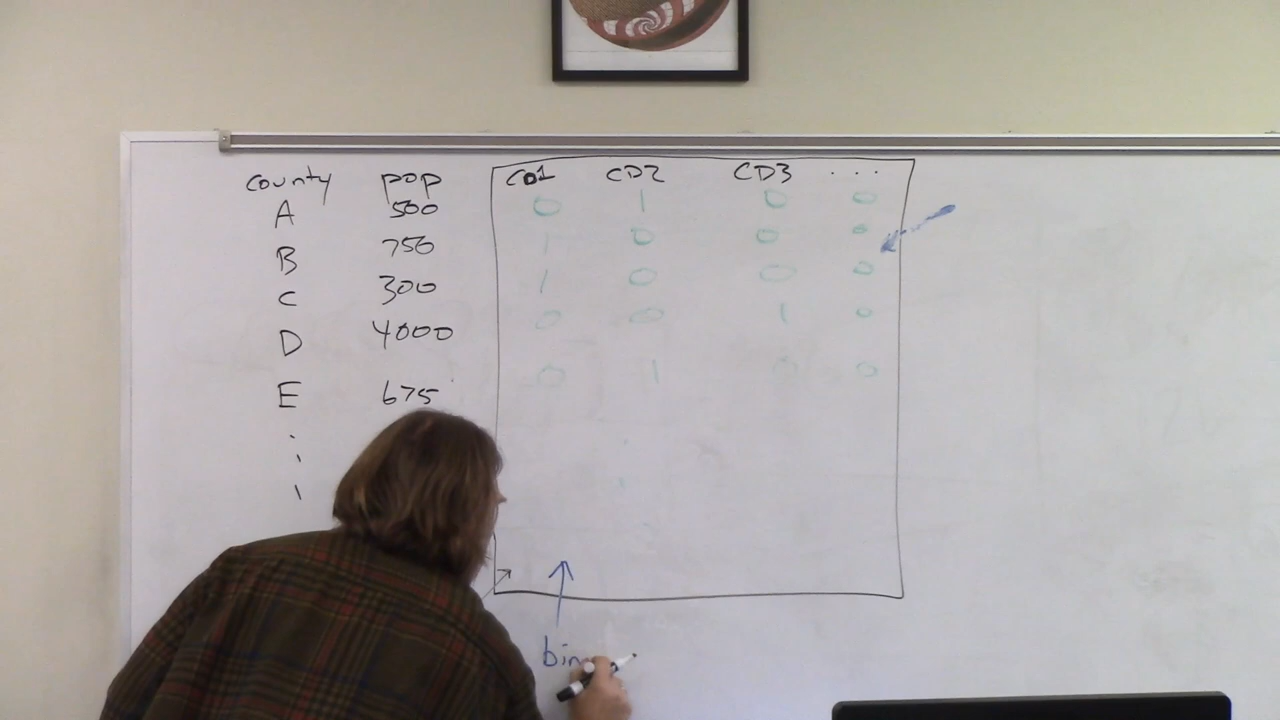 county pop CD1 CD2 CD3 ...
A 500 0 1 0 0
B 750 1 0 0 0
C 300 1 0 0 0
D 4000 0 0 1 0
E 675 0 1 0 0
bin